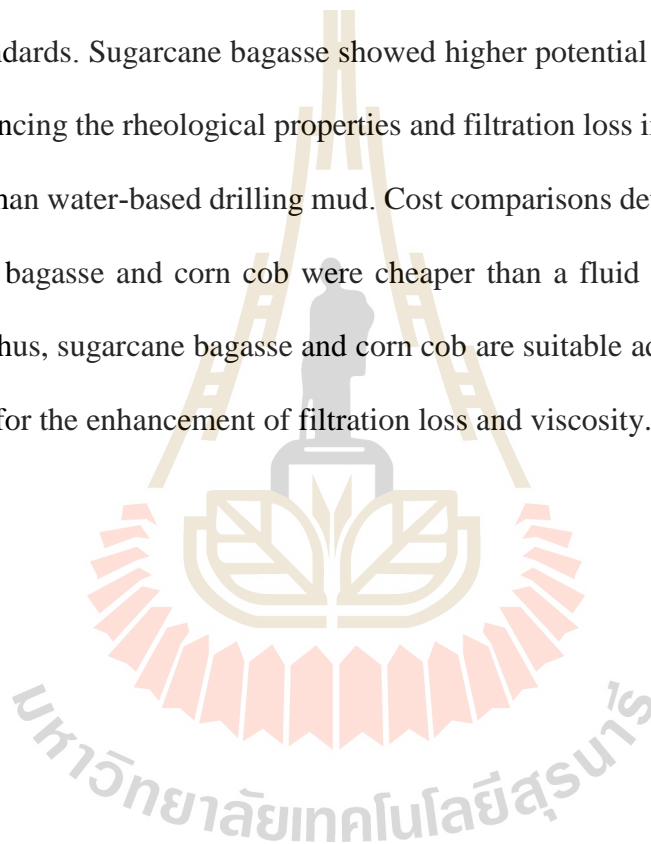 ndards. Sugarcane bagasse showed higher potential
ncing the rheological properties and filtration loss i
han water-based drilling mud. Cost comparisons de
bagasse and corn cob were cheaper than a fluid
hus, sugarcane bagasse and corn cob are suitable a
for the enhancement of filtration loss and viscosity.
มหาวิทยาลัยเทคโนโลยีสุรนารี